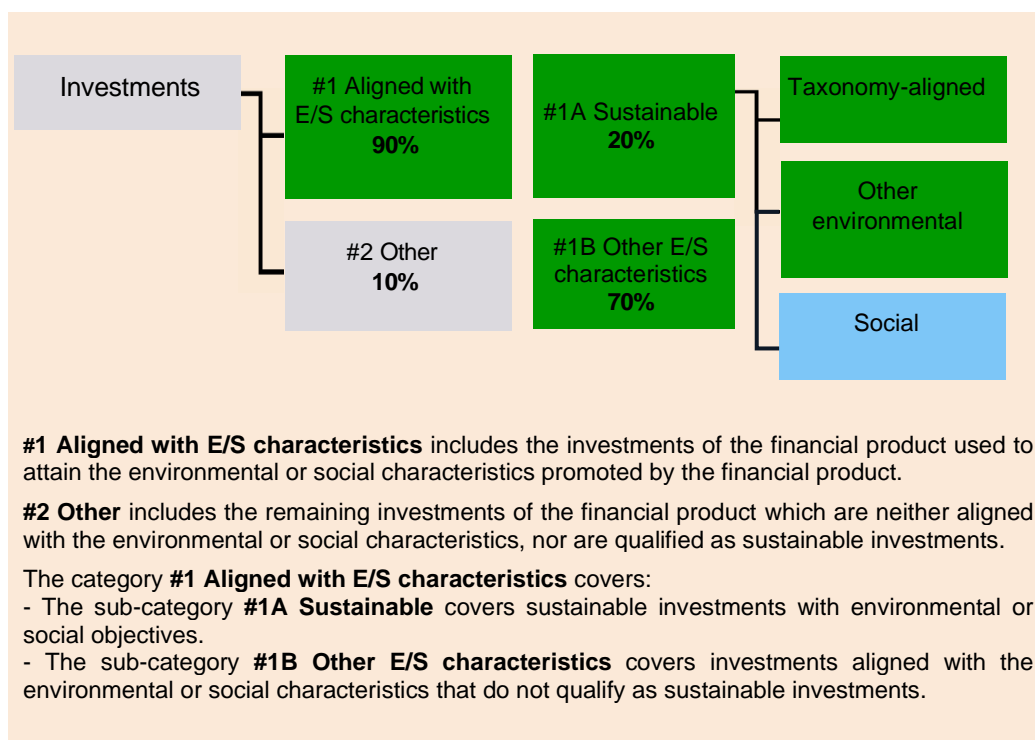 Investments
#1 Aligned with
E/S characteristics
90%
#2 Other
10%
#1A Sustainable
20%
#1B Other E/S
characteristics
70%
Taxonomy-aligned
Other
environmental
Social
#1 Aligned with E/S characteristics includes the investments of the financial product used to
attain the environmental or social characteristics promoted by the financial product.
#2 Other includes the remaining investments of the financial product which are neither aligned
with the environmental or social characteristics, nor are qualified as sustainable investments.
The category #1 Aligned with E/S characteristics covers:
- The sub-category #1A Sustainable covers sustainable investments with environmental or
social objectives.
- The sub-category #1B Other E/S characteristics covers investments aligned with the
environmental or social characteristics that do not qualify as sustainable investments.